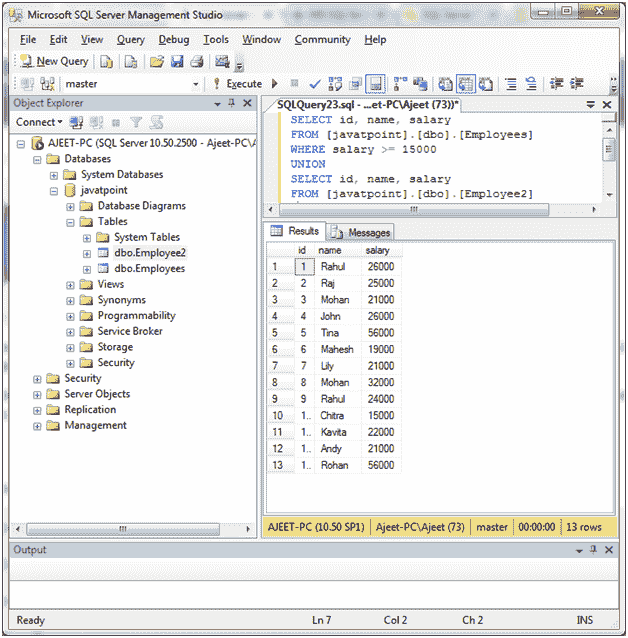 Microsoft SQL Server Management Studio
File Edit View Query Debug Tools Window Community Help
New Query
master Execute
Object Explorer
Connect
AJEET-PC (SQL Server 10.50.2500 - Ajeet-PC\A
Databases
System Databases
javatpoint
Database Diagrams
Tables
System Tables
dbo.Employee2
dbo.Employees
Views
Synonyms
Programmability
Service Broker
Storage
Security
Security
Server Objects
Replication
Management
SQLQuery23.sql - ...et-PC\Ajeet (73))*
SELECT id, name, salary
FROM [javatpoint].[dbo].[Employees]
WHERE salary >= 15000
UNION
SELECT id, name, salary
FROM [javatpoint].[dbo].[Employee2]
Results Messages
id name salary
1 1 Rahul 26000
2 2 Raj 25000
3 3 Mohan 21000
4 4 John 26000
5 5 Tina 56000
6 6 Mahesh 19000
7 7 Lily 21000
8 8 Mohan 32000
9 9 Rahul 24000
10 1.. Chitra 15000
11 1.. Kavita 22000
12 1.. Andy 21000
13 1.. Rohan 56000
AJEET-PC (10.50 SP1) Ajeet-PC\Ajeet (73) master 00:00:00 13 rows
Output
Ready Ln 7 Col 2 Ch 2 INS